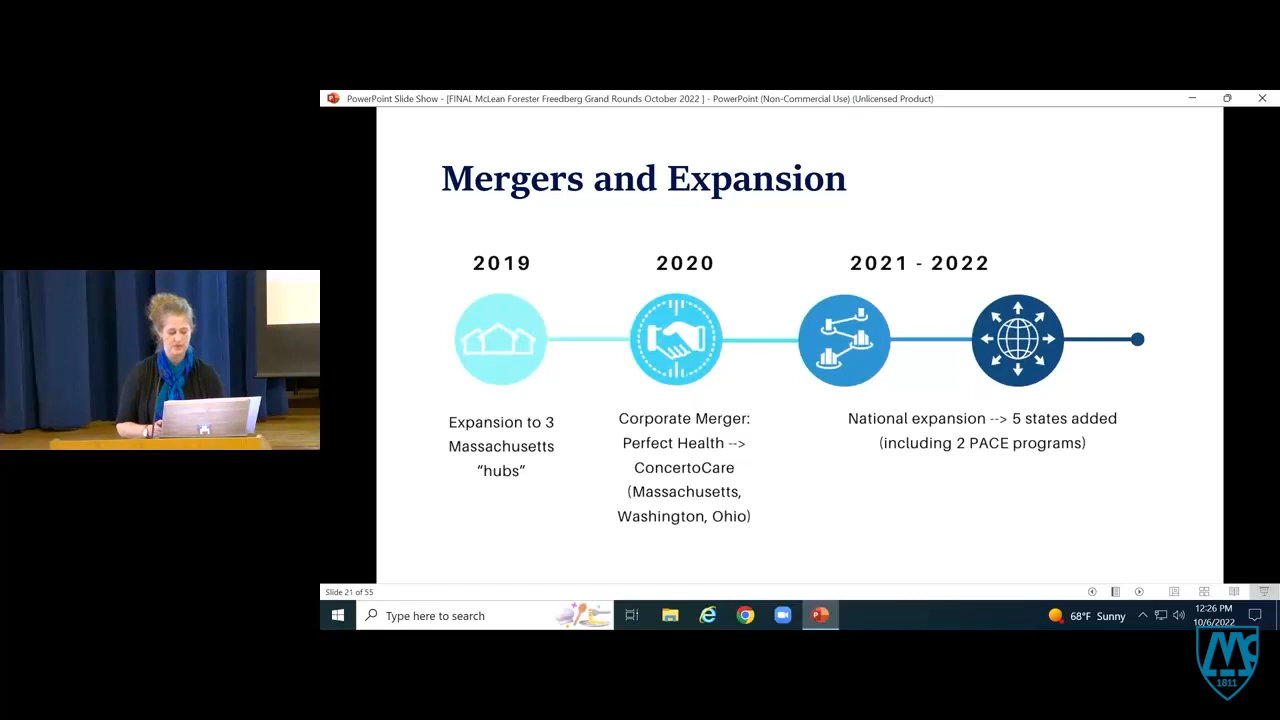 PowerPoint Slide Show - [FINAL McLean Forester Freedberg Grand Rounds October 2022 ] - PowerPoint (Non-Commercial Use) (Unlicensed Product)
Mergers and Expansion
2019
2020
2021 - 2022
Expansion to 3
Massachusetts
“hubs”
Corporate Merger:
Perfect Health -->
ConcertoCare
(Massachusetts,
Washington, Ohio)
National expansion --> 5 states added
(including 2 PACE programs)
Slide 21 of 55
Type here to search
68°F Sunny
12:26 PM
10/6/2022
1811